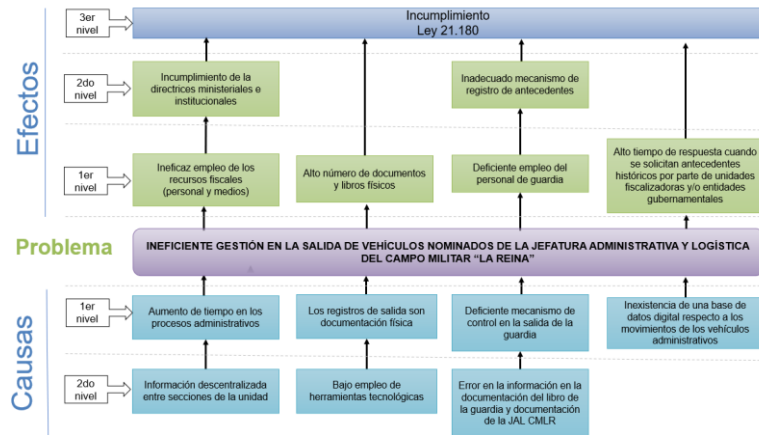 Efectos
3er
nivel
Incumplimiento
Ley 21.180
2do
nivel
Incumplimiento de la
directrices ministeriales e
institucionales
Inadecuado mecanismo de
registro de antecedentes
1er
nivel
Ineficaz empleo de los
recursos fiscales
(personal y medios)
Alto número de documentos
y libros físicos
Deficiente empleo del
personal de guardia
Alto tiempo de respuesta cuando
se solicitan antecedentes
históricos por parte de unidades
fiscalizadoras y/o entidades
gubernamentales
Problema
INEFICIENTE GESTIÓN EN LA SALIDA DE VEHÍCULOS NOMINADOS DE LA JEFATURA ADMINISTRATIVA Y LOGÍSTICA
DEL CAMPO MILITAR “LA REINA”
Causas
1er
nivel
Aumento de tiempo en los
procesos administrativos
Los registros de salida son
documentación física
Deficiente mecanismo de
control en la salida de la
guardia
Inexistencia de una base de
datos digital respecto a los
movimientos de los vehículos
administrativos
2do
nivel
Información descentralizada
entre secciones de la unidad
Bajo empleo de
herramientas tecnológicas
Error en la información en la
documentación del libro de
la guardia y documentación
de la JAL CMLR